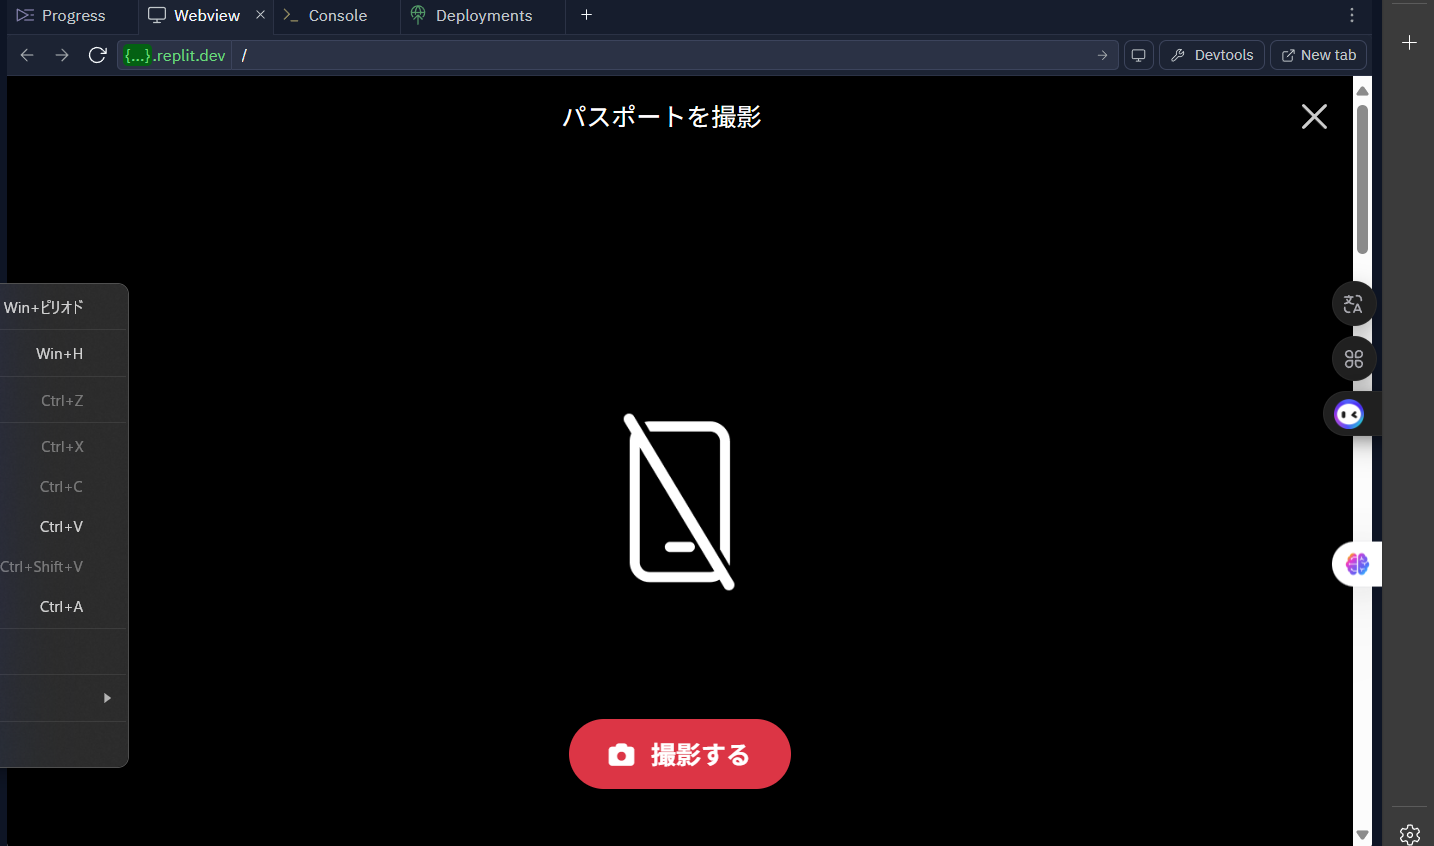 Progress
Webview
Console
Deployments
{...}.replit.dev
/
Devtools
New tab
パスポートを撮影
Win+ピリオド
Win+H
Ctrl+Z
Ctrl+X
Ctrl+C
Ctrl+V
Ctrl+Shift+V
Ctrl+A
撮影する